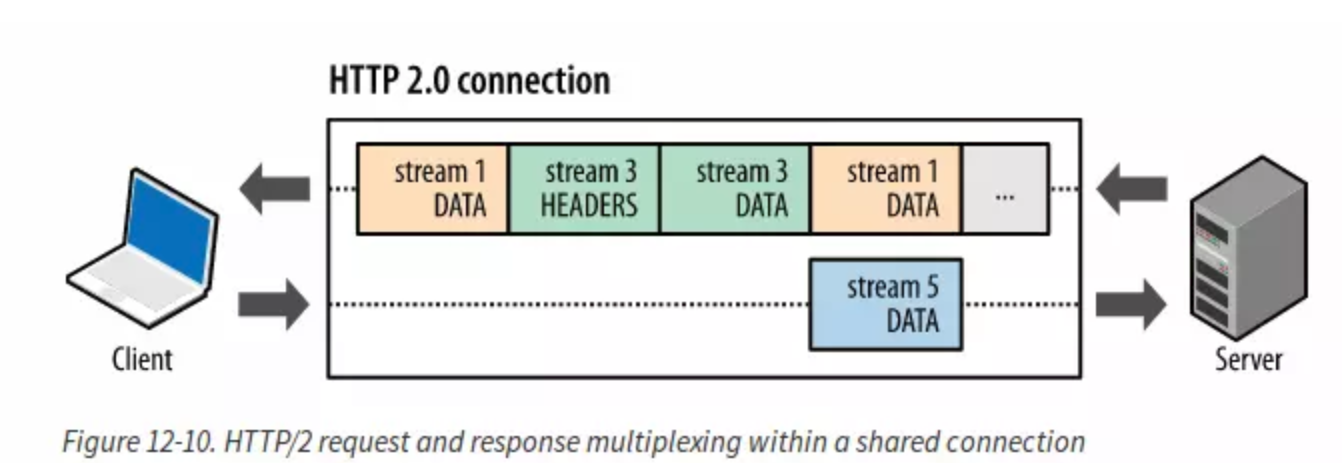 HTTP 2.0 connection
stream 1
DATA
stream 3
HEADERS
stream 3
DATA
stream 1
DATA
...
stream 5
DATA
Client
Server
Figure 12-10. HTTP/2 request and response multiplexing within a shared connection